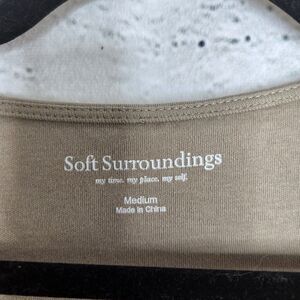 Soft Surroundings
my time. my place. my self.
Medium
Made in China